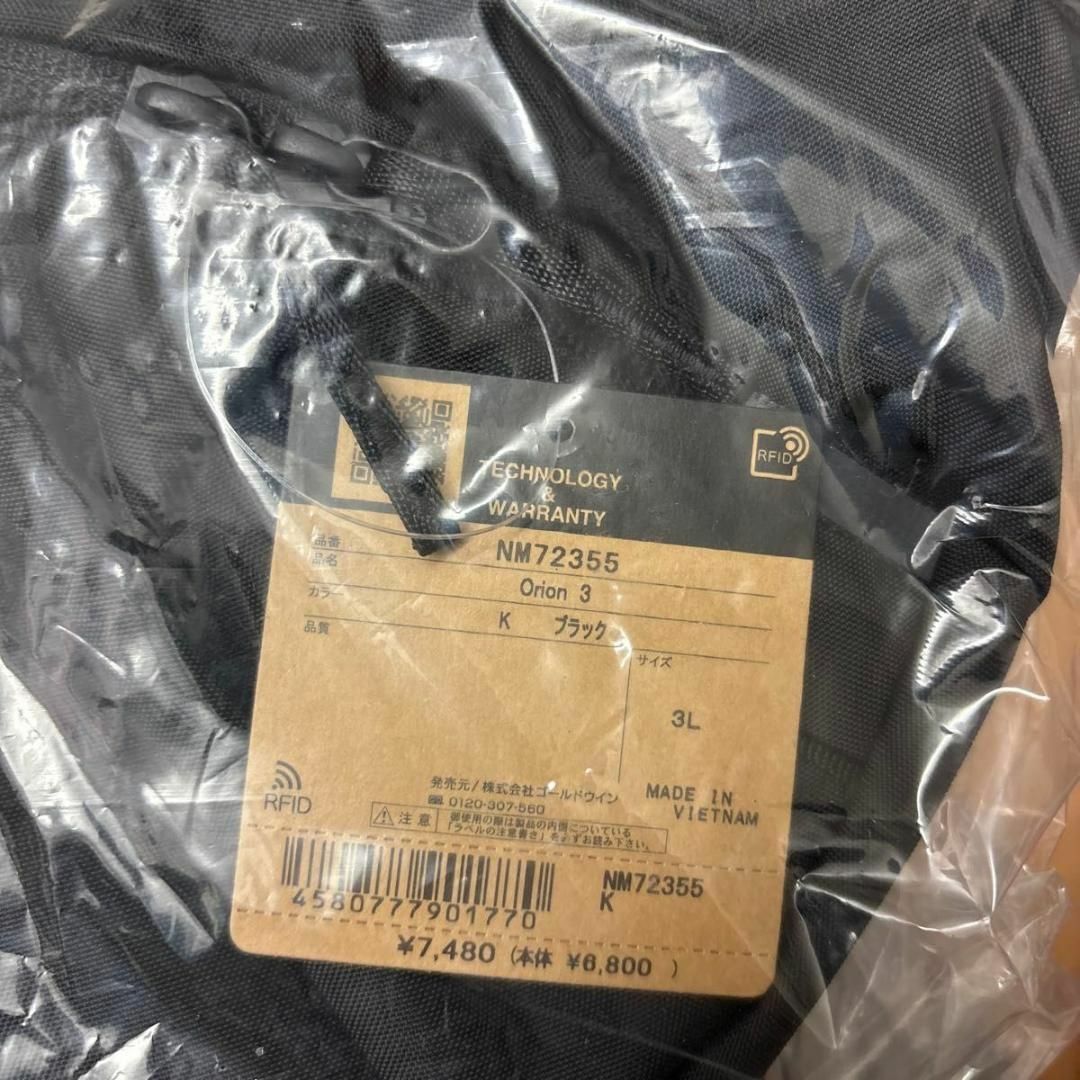 TECHNOLOGY
&
WARRANTY
RFID
品番 NM72355
品名 Orion 3
カラー K ブラック
品質
サイズ
3L
発売元/株式会社ゴールドウイン
0120-307-560
MADE IN
VIETNAM
RFID
注意
御使用の際は製品の内側についている
「ラベルの注意書き」を必ずお読み下さい。
4580777901770
NM72355
K
¥7,480 (本体 ¥6,800 )